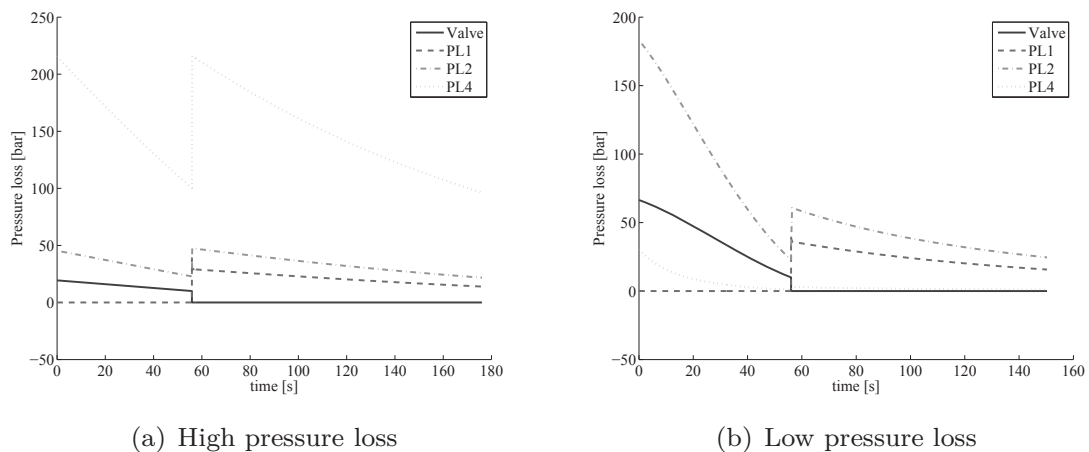 250
200
150
100
50
0
−50
Pressure loss [bar]
0 20 40 60 80 100 120 140 160 180
time [s]
Valve
PL1
PL2
PL4
(a) High pressure loss
200
150
100
50
0
−50
Pressure loss [bar]
0 20 40 60 80 100 120 140 160
time [s]
Valve
PL1
PL2
PL4
(b) Low pressure loss